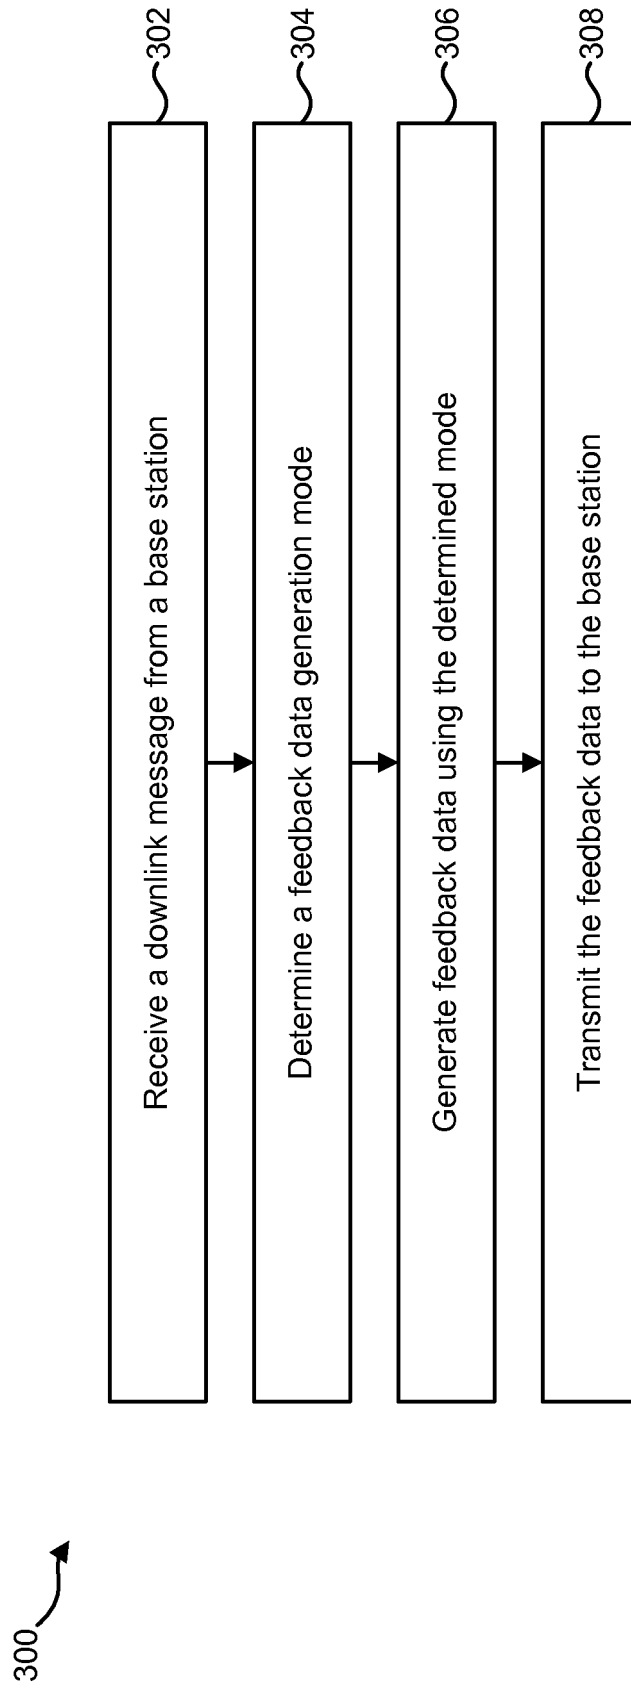 300
Receive a downlink message from a base station
302
Determine a feedback data generation mode
304
Generate feedback data using the determined mode
306
Transmit the feedback data to the base station
308